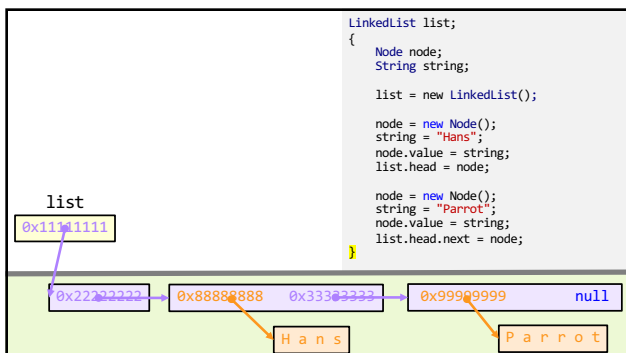 LinkedList list;
{
Node node;
String string;
list = new LinkedList();
node = new Node();
string = "Hans";
node.value = string;
list.head = node;
node = new Node();
string = "Parrot";
node.value = string;
list.head.next = node;
}
list
0x11111111
0x22222222 0x88888888 0x33333333 0x99999999 null
H a n s
P a r r o t